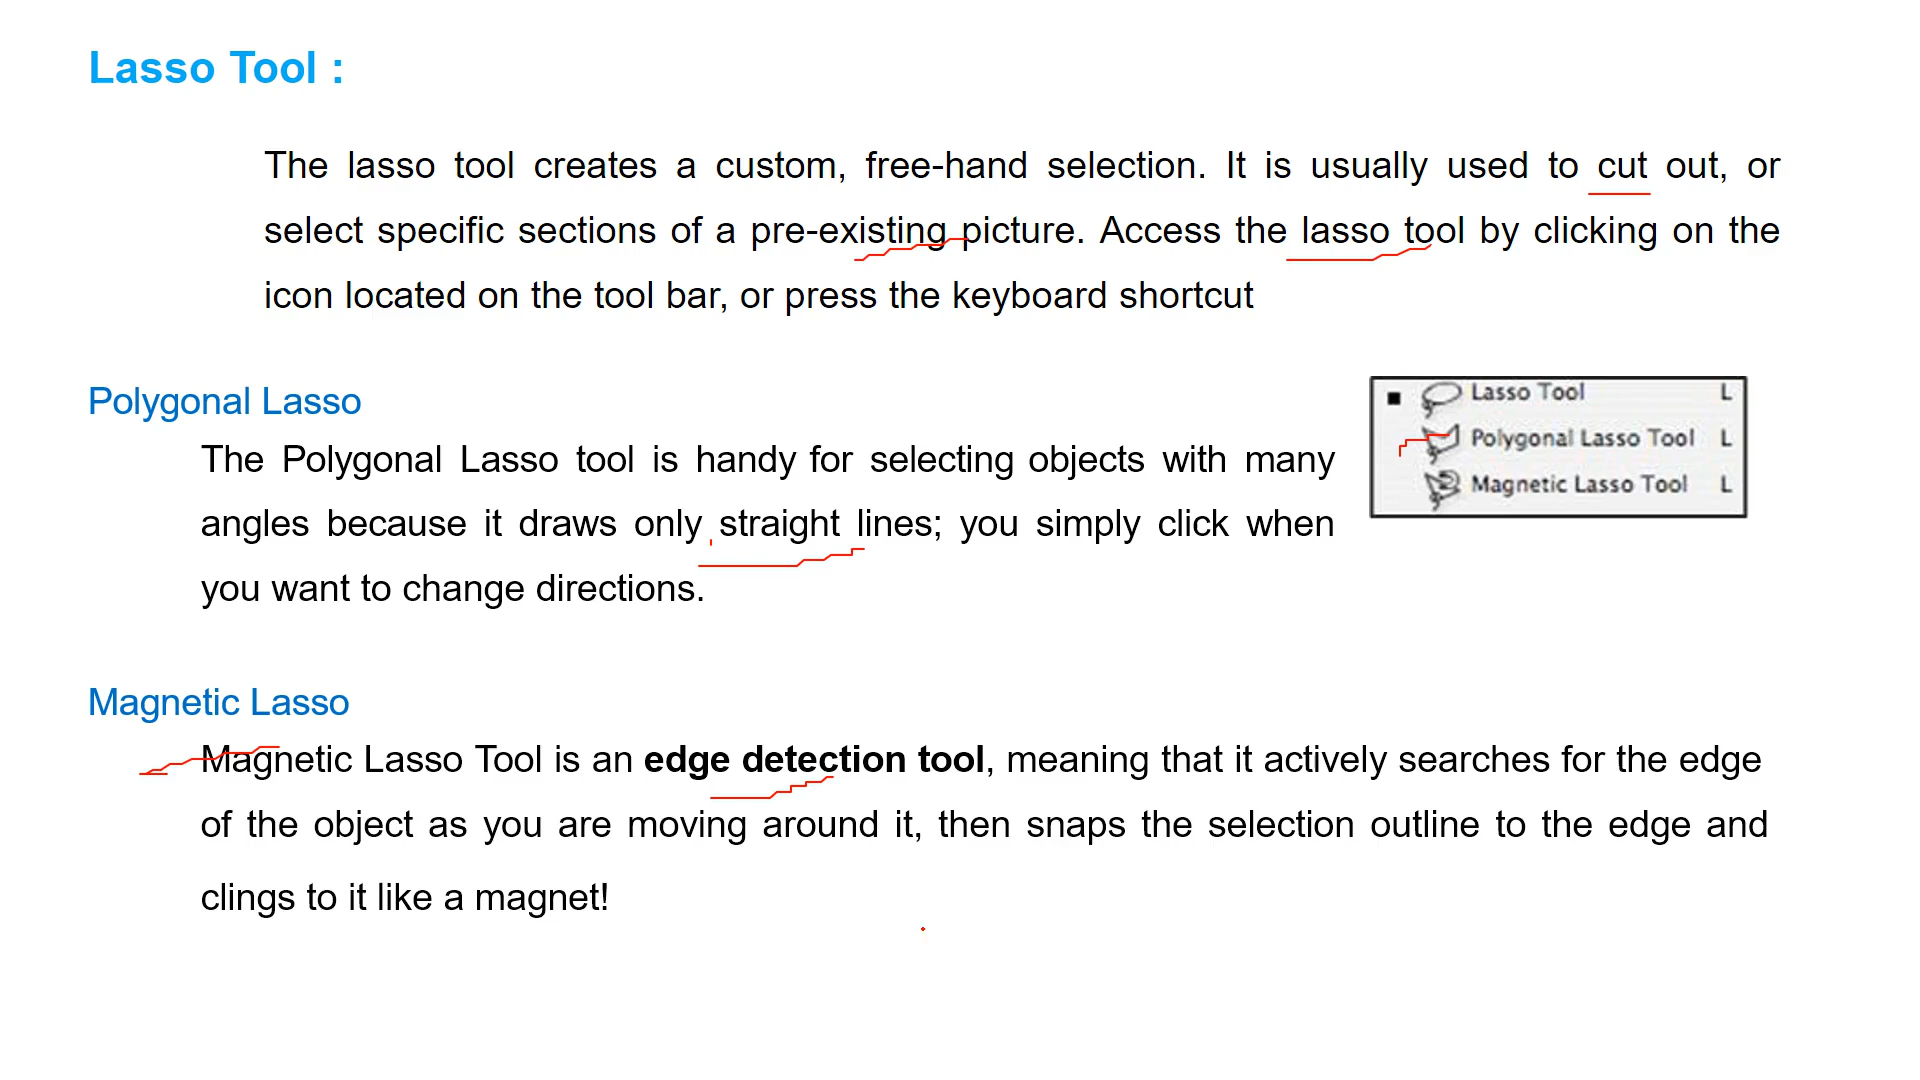 Lasso Tool :
The lasso tool creates a custom, free-hand selection. It is usually used to cut out, or
select specific sections of a pre-existing picture. Access the lasso tool by clicking on the
icon located on the tool bar, or press the keyboard shortcut
Polygonal Lasso
The Polygonal Lasso tool is handy for selecting objects with many
angles because it draws only straight lines; you simply click when
you want to change directions.
Lasso Tool L
Polygonal Lasso Tool L
Magnetic Lasso Tool L
Magnetic Lasso
Magnetic Lasso Tool is an edge detection tool, meaning that it actively searches for the edge
of the object as you are moving around it, then snaps the selection outline to the edge and
clings to it like a magnet!